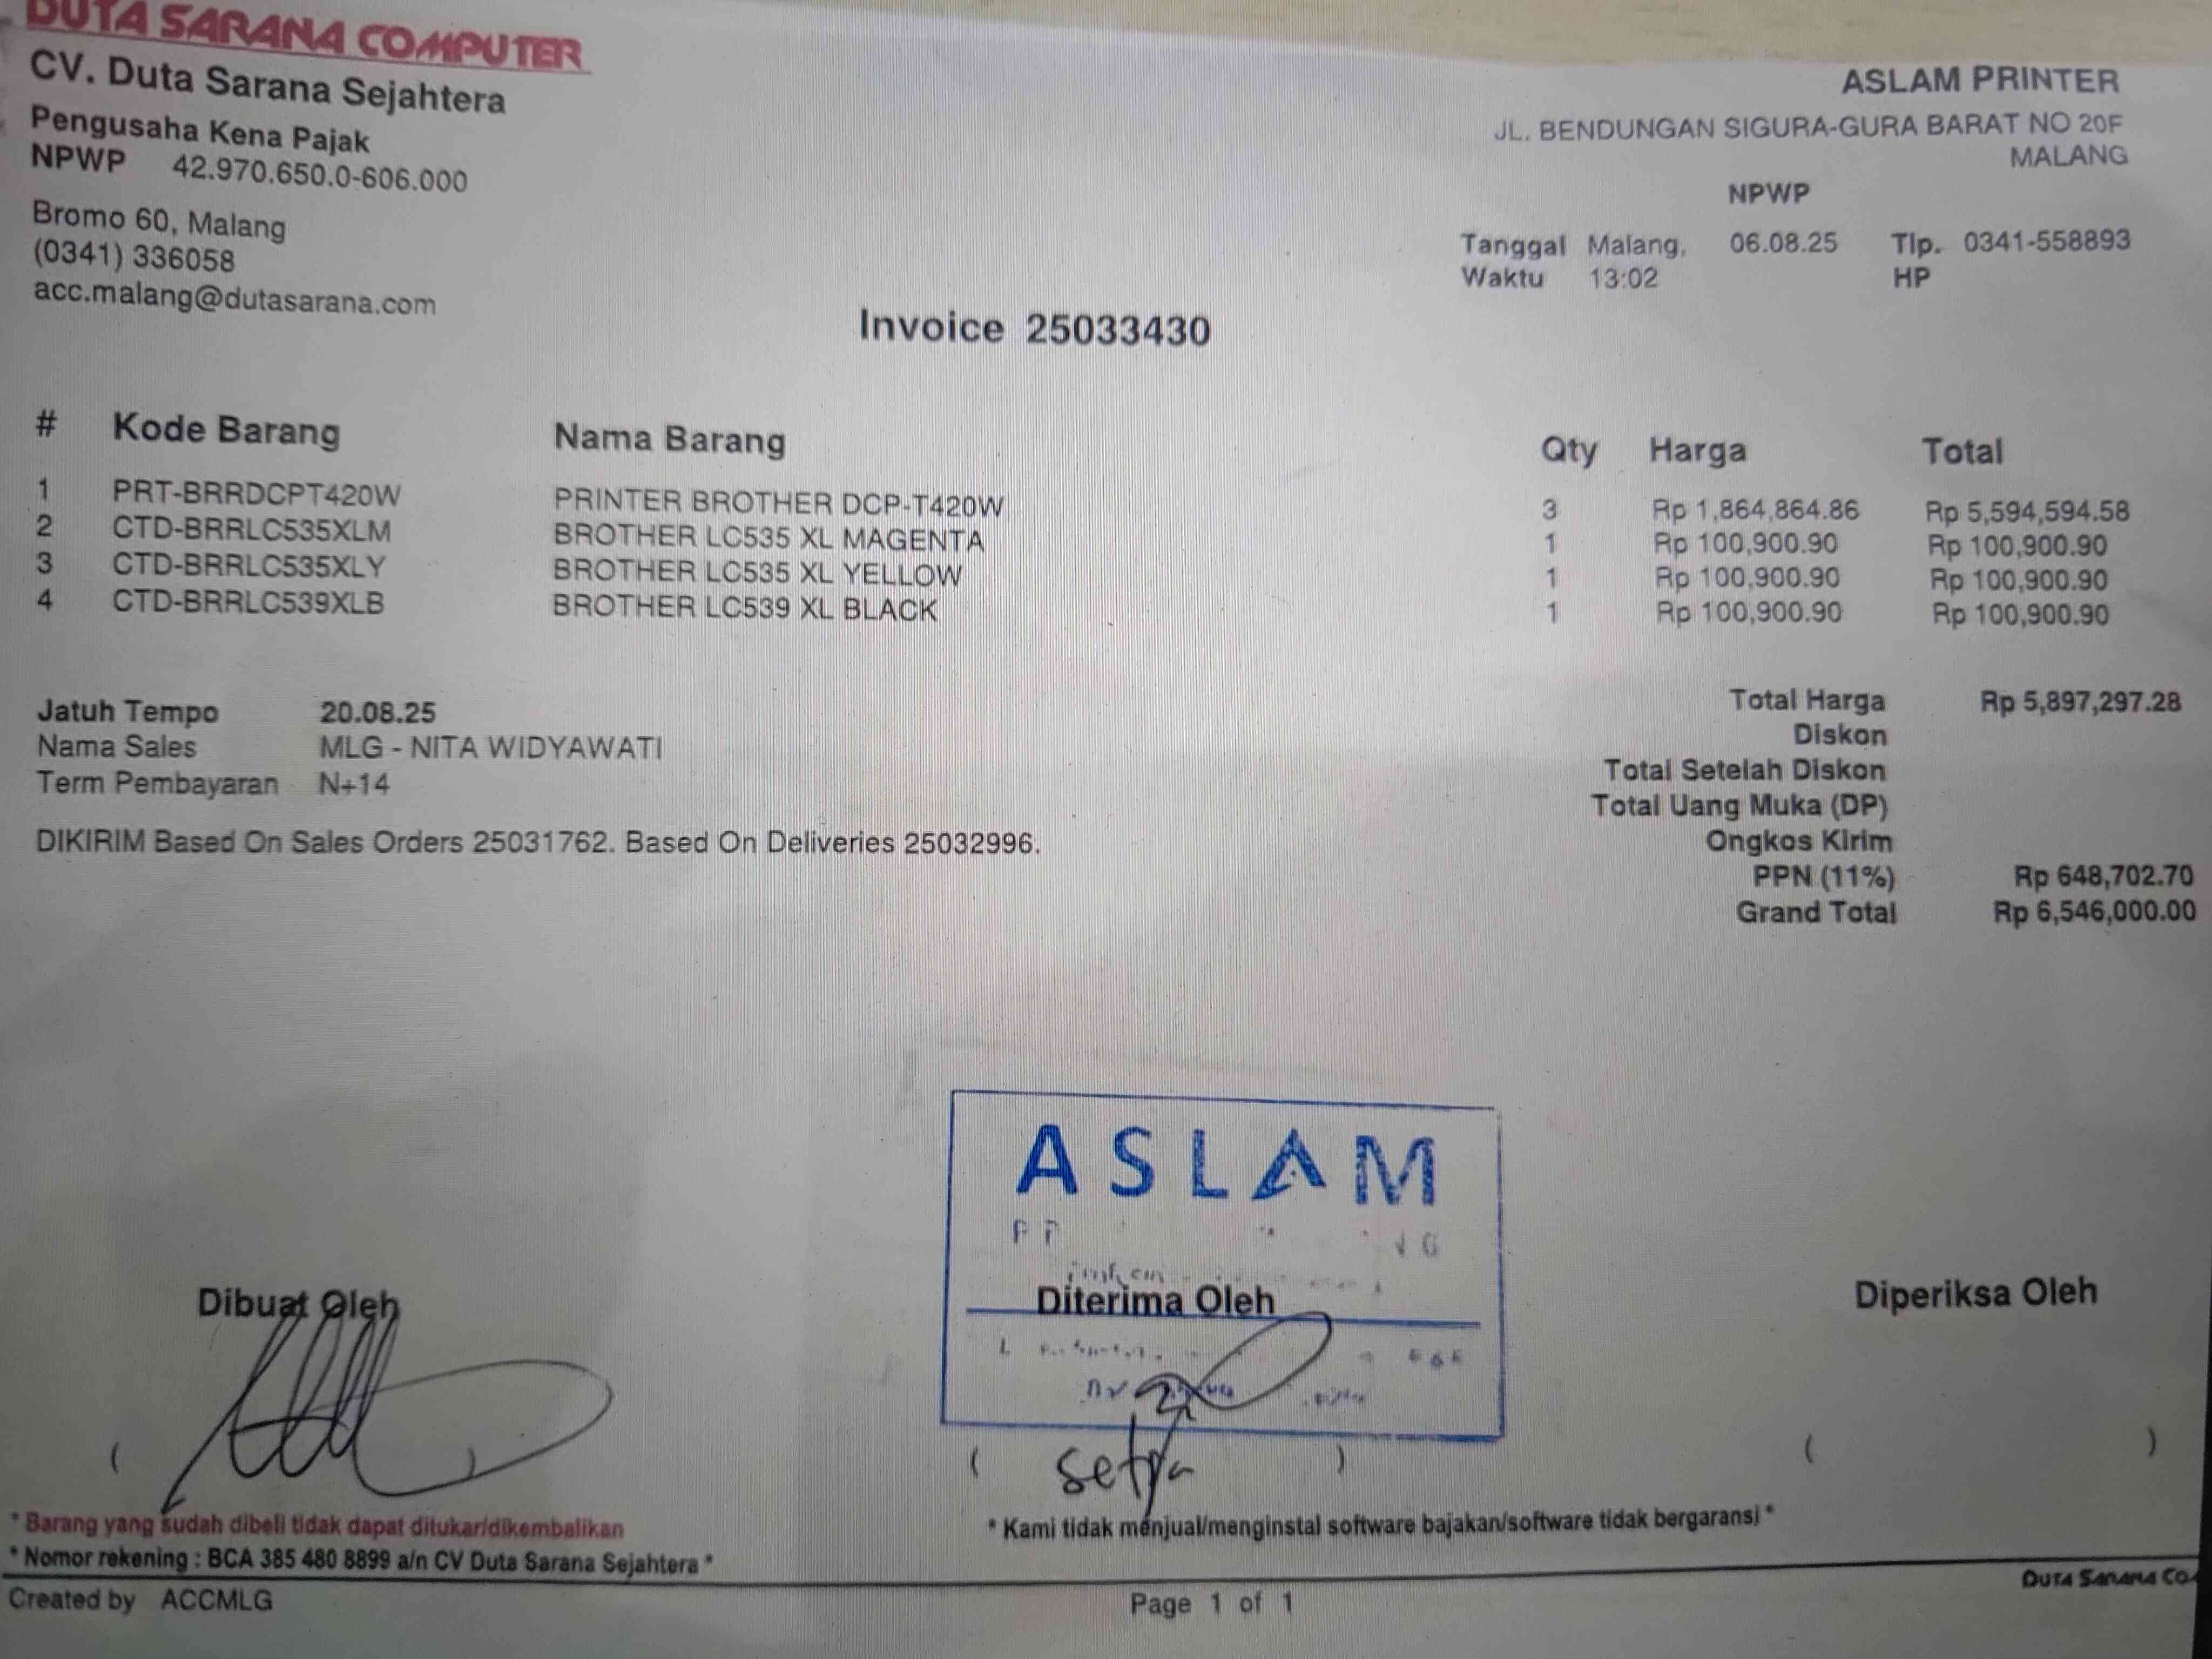 DUTA SARANA COMPUTER
CV. Duta Sarana Sejahtera
Pengusaha Kena Pajak
NPWP 42.970.650.0-606.000
Bromo 60, Malang
(0341) 336058
acc.malang@dutasarana.com
ASLAM PRINTER
JL. BENDUNGAN SIGURA-GURA BARAT NO 20F
MALANG
NPWP
Tanggal Malang, 06.08.25 Tlp. 0341-558893
Waktu 13:02 HP
Invoice 25033430
# Kode Barang Nama Barang Qty Harga Total
1 PRT-BRRDCPT420W PRINTER BROTHER DCP-T420W 3 Rp 1,864,864.86 Rp 5,594,594.58
2 CTD-BRRLC535XLM BROTHER LC535 XL MAGENTA 1 Rp 100,900.90 Rp 100,900.90
3 CTD-BRRLC535XLY BROTHER LC535 XL YELLOW 1 Rp 100,900.90 Rp 100,900.90
4 CTD-BRRLC539XLB BROTHER LC539 XL BLACK 1 Rp 100,900.90 Rp 100,900.90
Jatuh Tempo 20.08.25
Nama Sales MLG - NITA WIDYAWATI
Term Pembayaran N+14
DIKIRIM Based On Sales Orders 25031762. Based On Deliveries 25032996.
Total Harga Rp 5,897,297.28
Diskon
Total Setelah Diskon
Total Uang Muka (DP)
Ongkos Kirim
PPN (11%) Rp 648,702.70
Grand Total Rp 6,546,000.00
ASLAM
Dibuat Oleh Diterima Oleh Diperiksa Oleh
( ) ( setya ) ( )
* Barang yang sudah dibeli tidak dapat ditukar/dikembalikan
* Kami tidak menjual/menginstal software bajakan/software tidak bergaransi *
* Nomor rekening : BCA 385 480 8899 a/n CV Duta Sarana Sejahtera *
DUTA SARANA CO
Created by ACCMLG Page 1 of 1